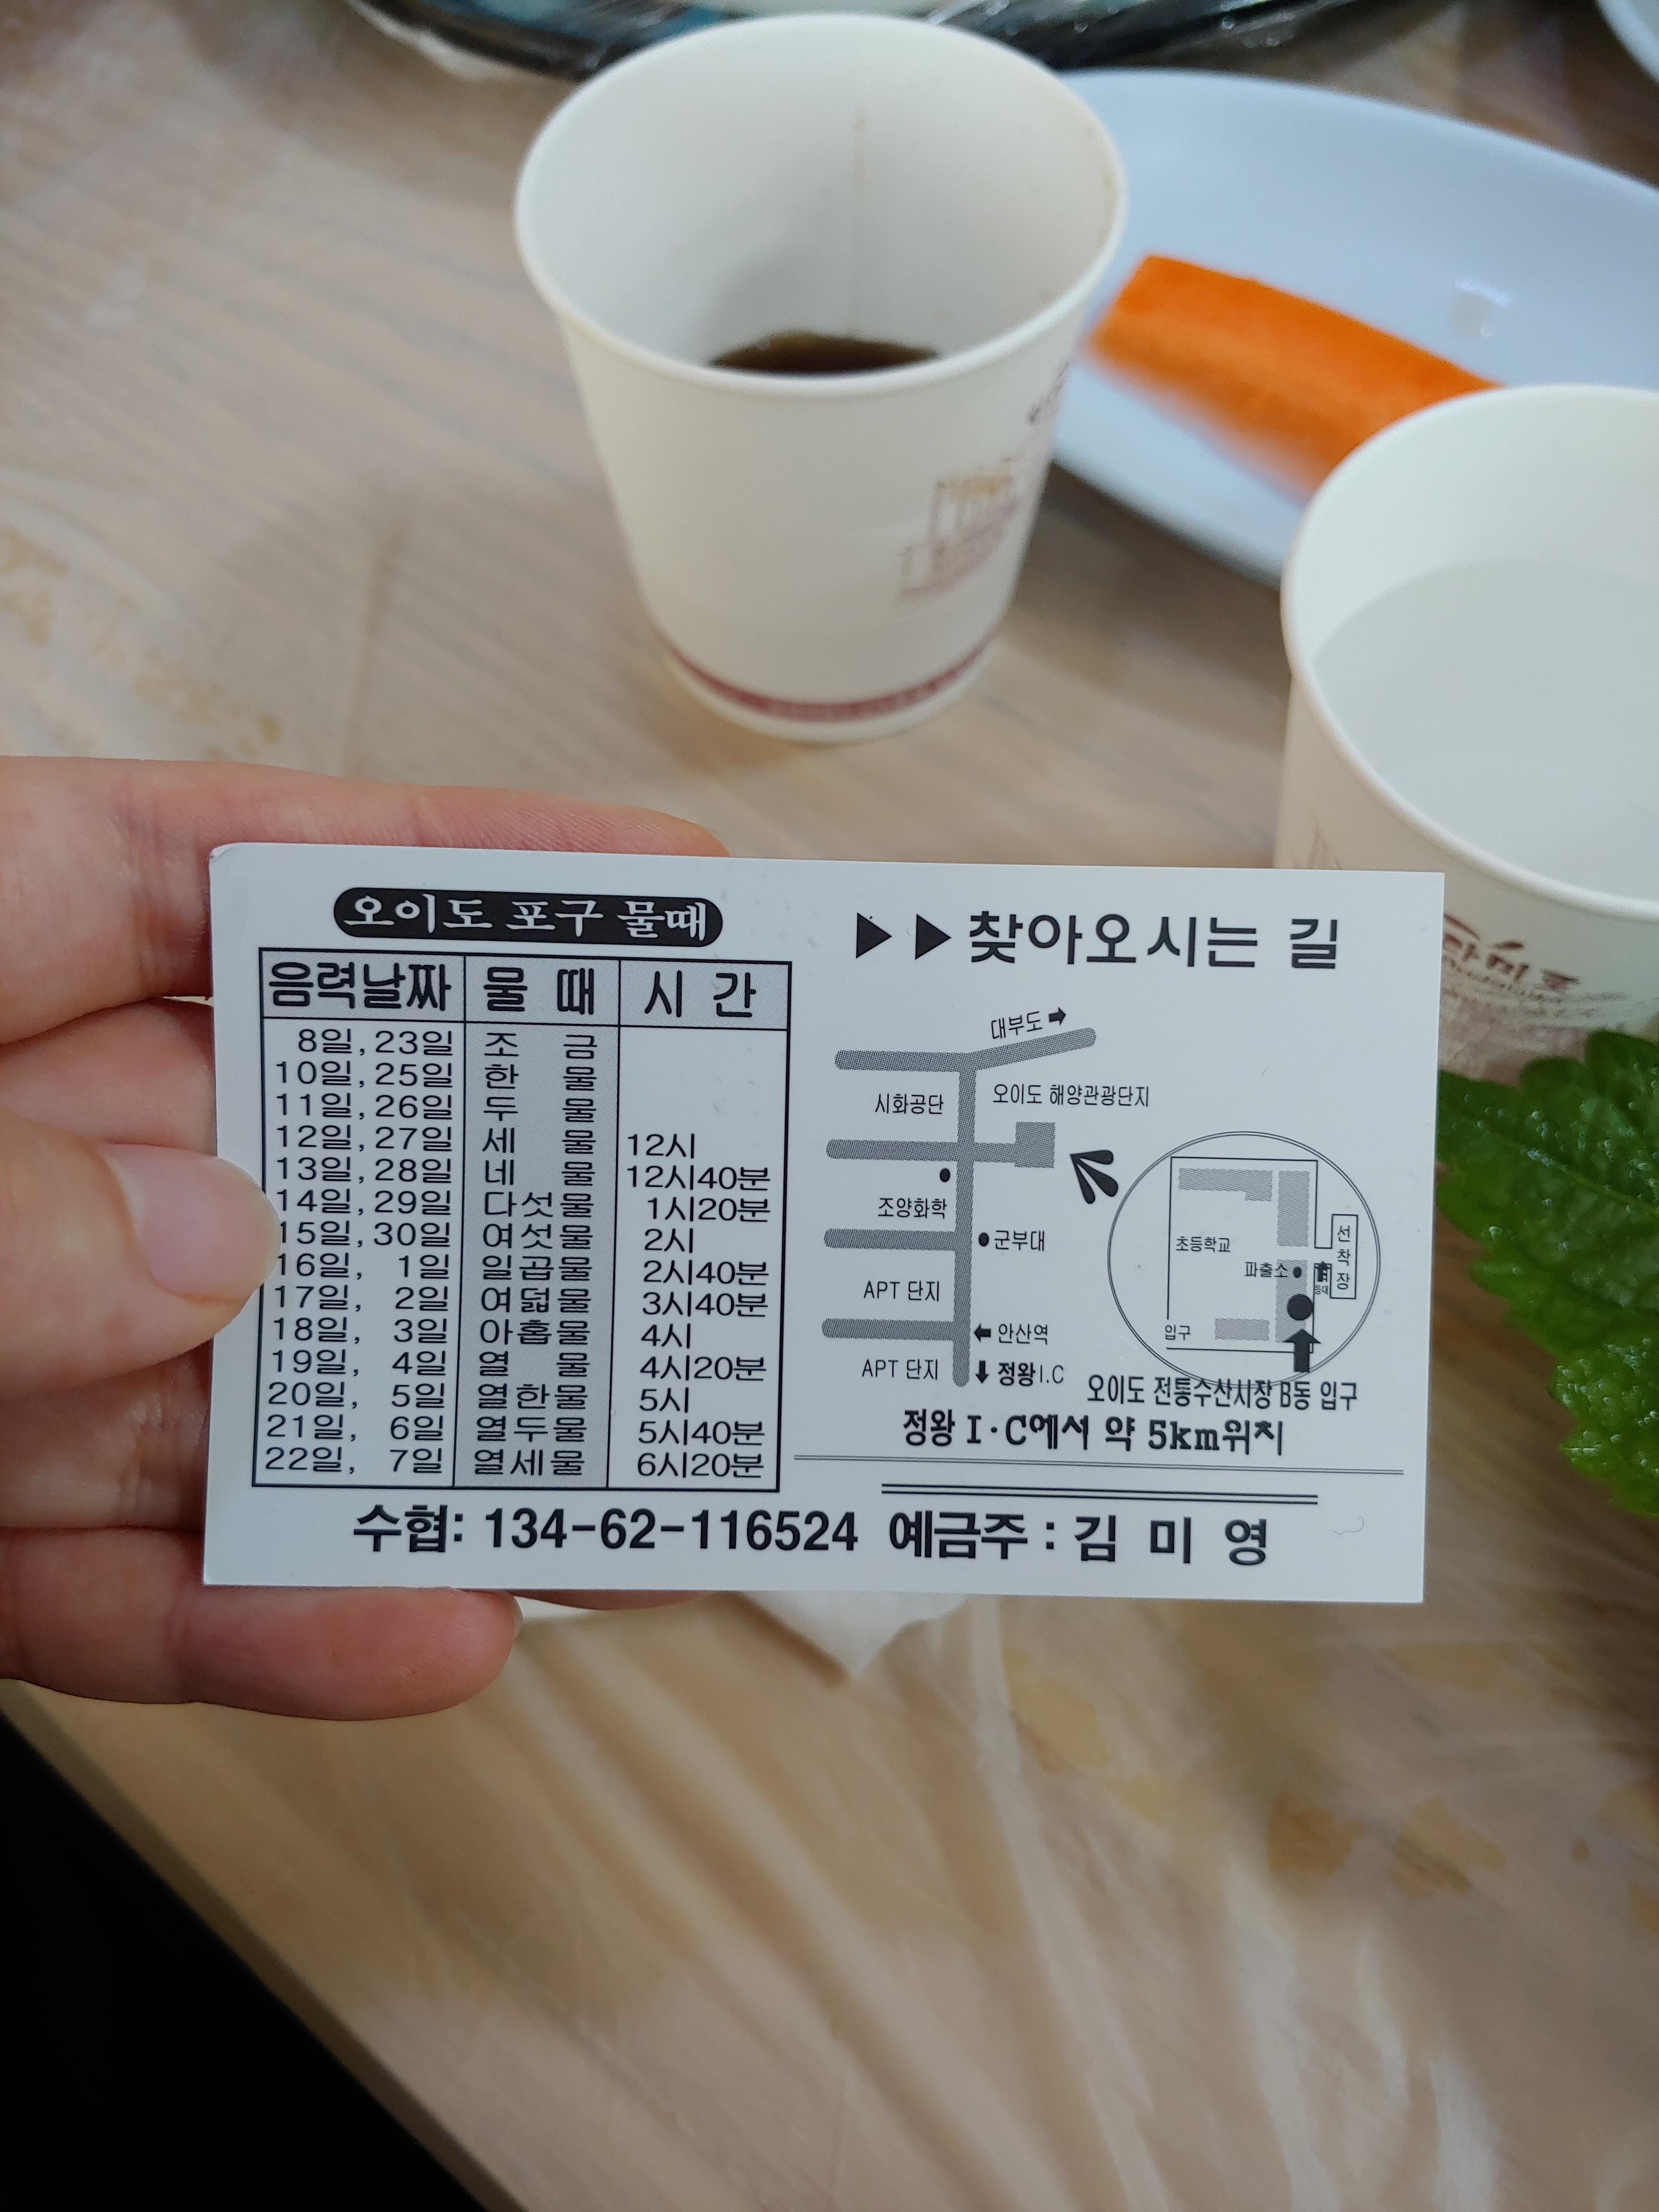 오이도 포구 물때
음력날짜 물 때 시 간
8일, 23일 조 금
10일, 25일 한 물
11일, 26일 두 물
12일, 27일 세 물 12시
13일, 28일 네 물 12시40분
14일, 29일 다섯물 1시20분
15일, 30일 여섯물 2시
16일, 1일 일곱물 2시40분
17일, 2일 여덟물 3시40분
18일, 3일 아홉물 4시
19일, 4일 열 물 4시20분
20일, 5일 열한물 5시
21일, 6일 열두물 5시40분
22일, 7일 열세물 6시20분
▶▶찾아오시는 길
대부도 ➡
시화공단
오이도 해양관광단지
조양화학
군부대
APT 단지
⬅ 안산역
APT 단지
⬇ 정왕I.C
초등학교
선착장
파출소
등대
입구
오이도 전통수산시장 B동 입구
정왕 I·C에서 약 5km위치
수협: 134-62-116524 예금주 : 김 미 영